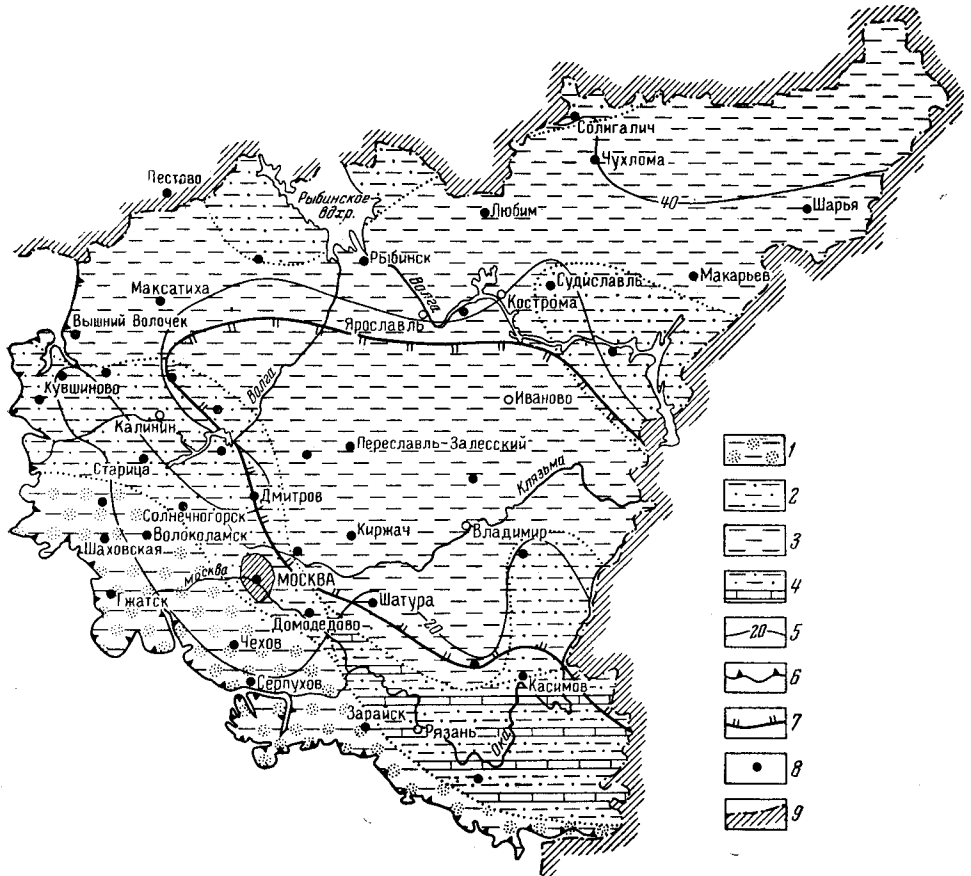 Солигалич
Чухлома
Пестово
Рыбинское
вдхр.
40
Шарья
Любим
Рыбинск
Волга
Судиславль
Макарьев
Максатиха
Кострома
Ярославль
Вышний Волочек
Кувшиново
Волга
Иваново
Калинин
Переславль-Залесский
Старица
Клязьма
Дмитров
Солнечногорск
Волоколамск
Киржач
Владимир
Шаховская
Москва
МОСКВА
Гжатск
Шатура
Домодедово
20
Чехов
Серпухов
Касимов
Зарайск
Рязань
Ока
1
2
3
4
20 5
6
7
8
9